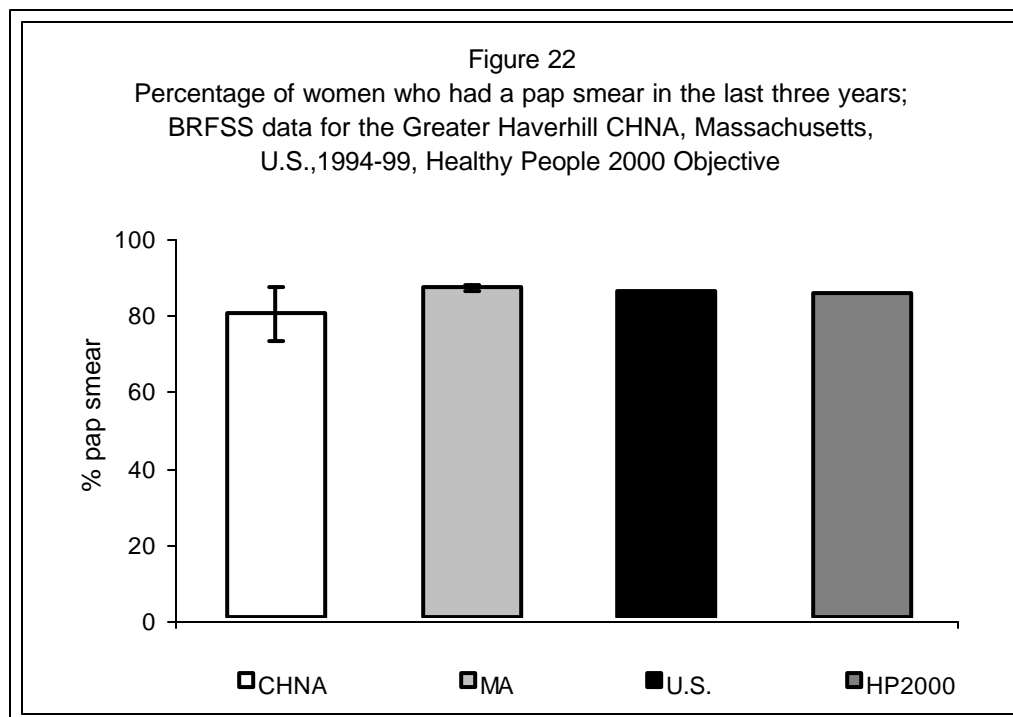 Figure 22
Percentage of women who had a pap smear in the last three years;
BRFSS data for the Greater Haverhill CHNA, Massachusetts,
U.S.,1994-99, Healthy People 2000 Objective
% pap smear
100
80
60
40
20
0
CHNA MA U.S. HP2000